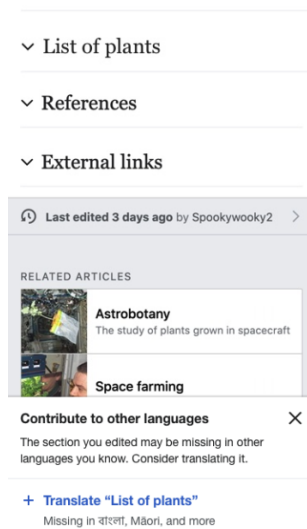 List of plants
References
External links
Last edited 3 days ago by Spookywooky2
RELATED ARTICLES
Astrobotany
The study of plants grown in spacecraft
Space farming
Contribute to other languages
The section you edited may be missing in other
languages you know. Consider translating it.
+ Translate “List of plants”
Missing in বাংলা, Māori, and more